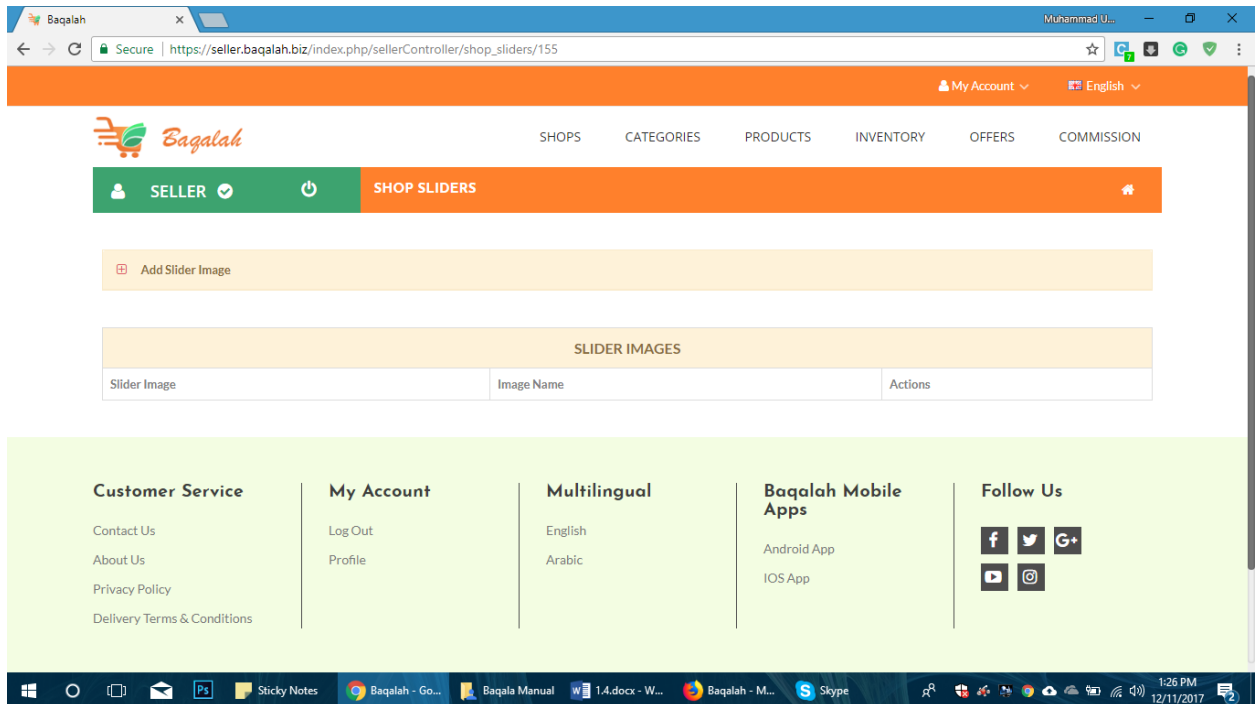 Baqalah
Muhammad U...
Secure | https://seller.baqalah.biz/index.php/sellerController/shop_sliders/155
7
My Account
English
Baqalah
SHOPS CATEGORIES PRODUCTS INVENTORY OFFERS COMMISSION
SELLER
SHOP SLIDERS
Add Slider Image
SLIDER IMAGES
Slider Image Image Name Actions
Customer Service
Contact Us
About Us
Privacy Policy
Delivery Terms & Conditions
My Account
Log Out
Profile
Multilingual
English
Arabic
Baqalah Mobile
Apps
Android App
IOS App
Follow Us
f
G+
Ps Sticky Notes Baqalah - Go... Baqala Manual 1.4.docx - W... Baqalah - M... Skype
1:26 PM
12/11/2017
2